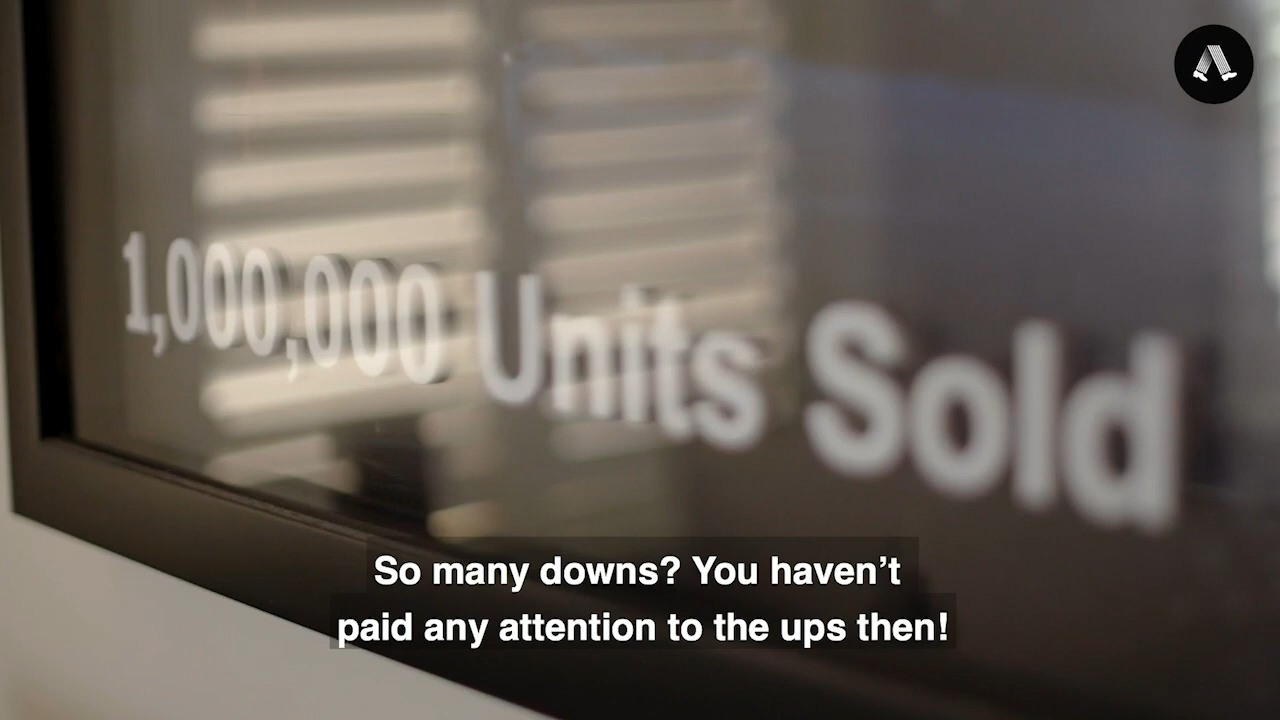 1,000,000 Units Sold
So many downs? You haven’t
paid any attention to the ups then!